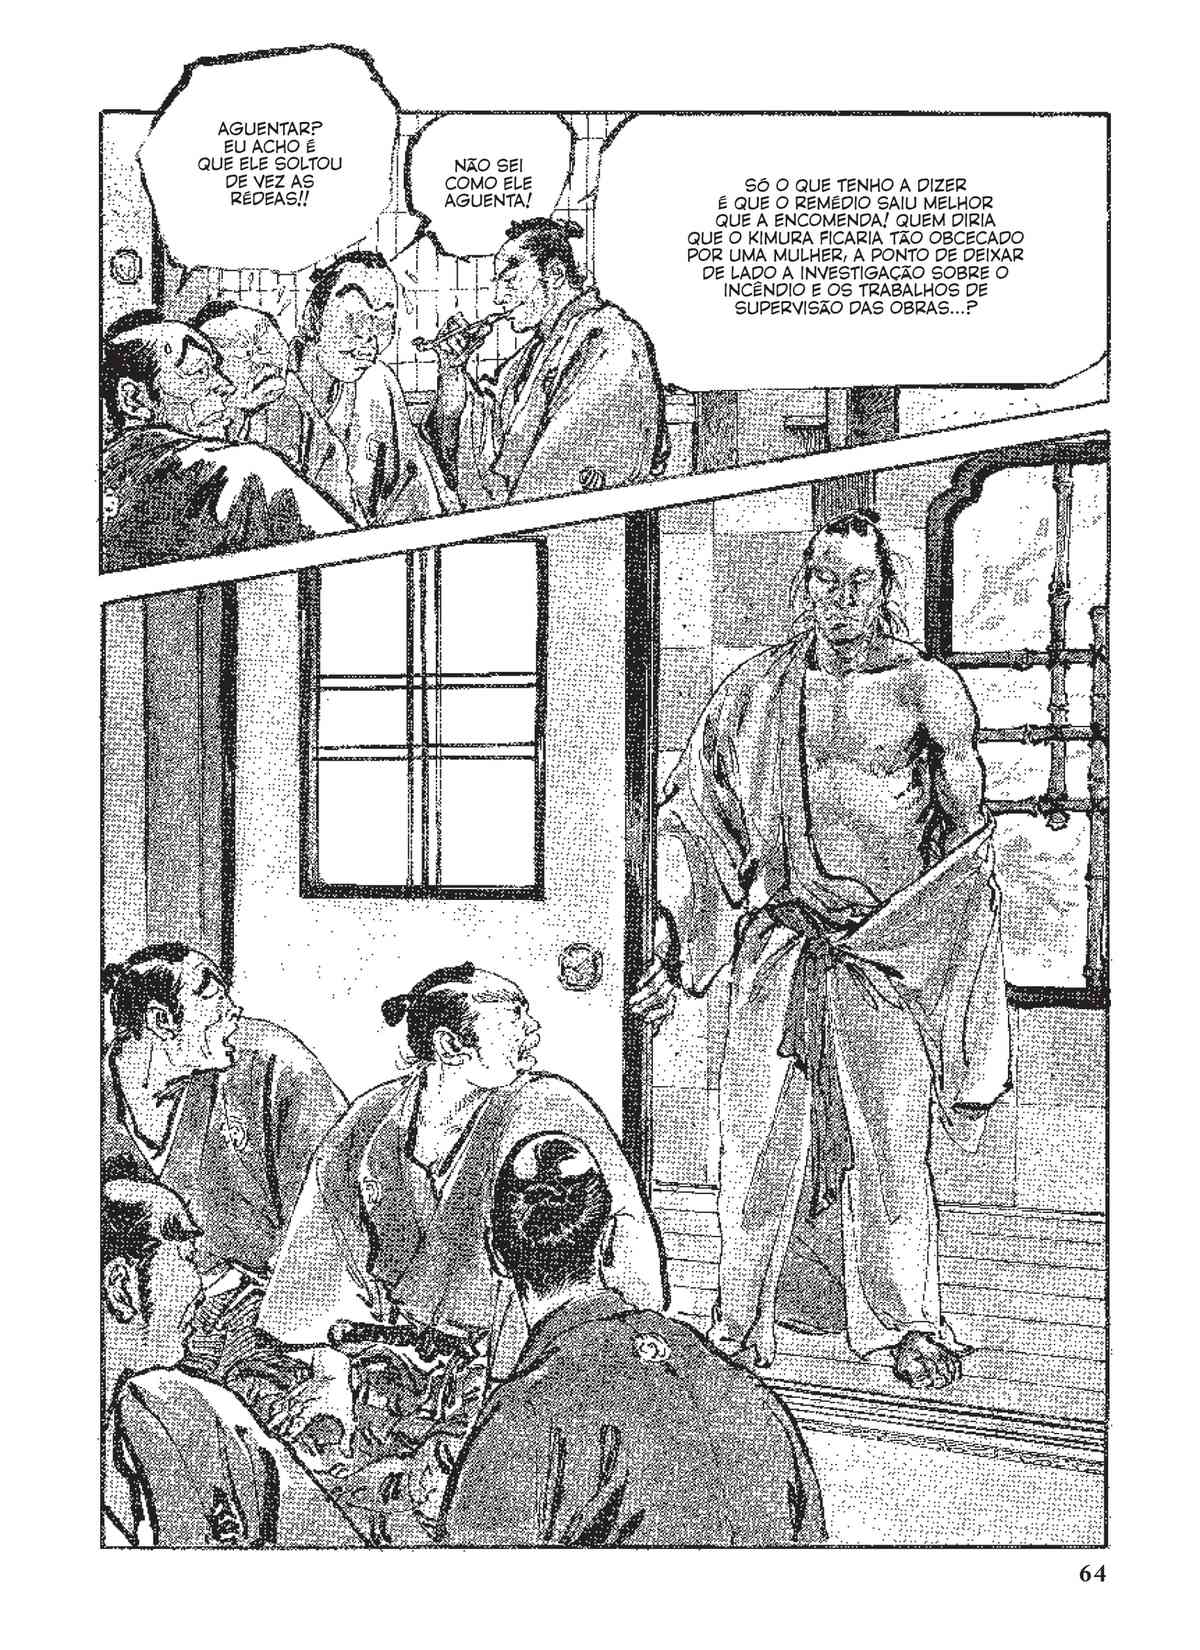 SÓ O QUE TENHO A DIZER
É QUE O REMÉDIO SAIU MELHOR
QUE A ENCOMENDA! QUEM DIRIA
QUE O KIMURA FICARIA TÃO OBCECADO
POR UMA MULHER, A PONTO DE DEIXAR
DE LADO A INVESTIGAÇÃO SOBRE O
INCÊNDIO E OS TRABALHOS DE
SUPERVISÃO DAS OBRAS...?
NÃO SEI
COMO ELE
AGUENTA!
AGUENTAR?
EU ACHO É
QUE ELE SOLTOU
DE VEZ AS
RÉDEAS!!
64